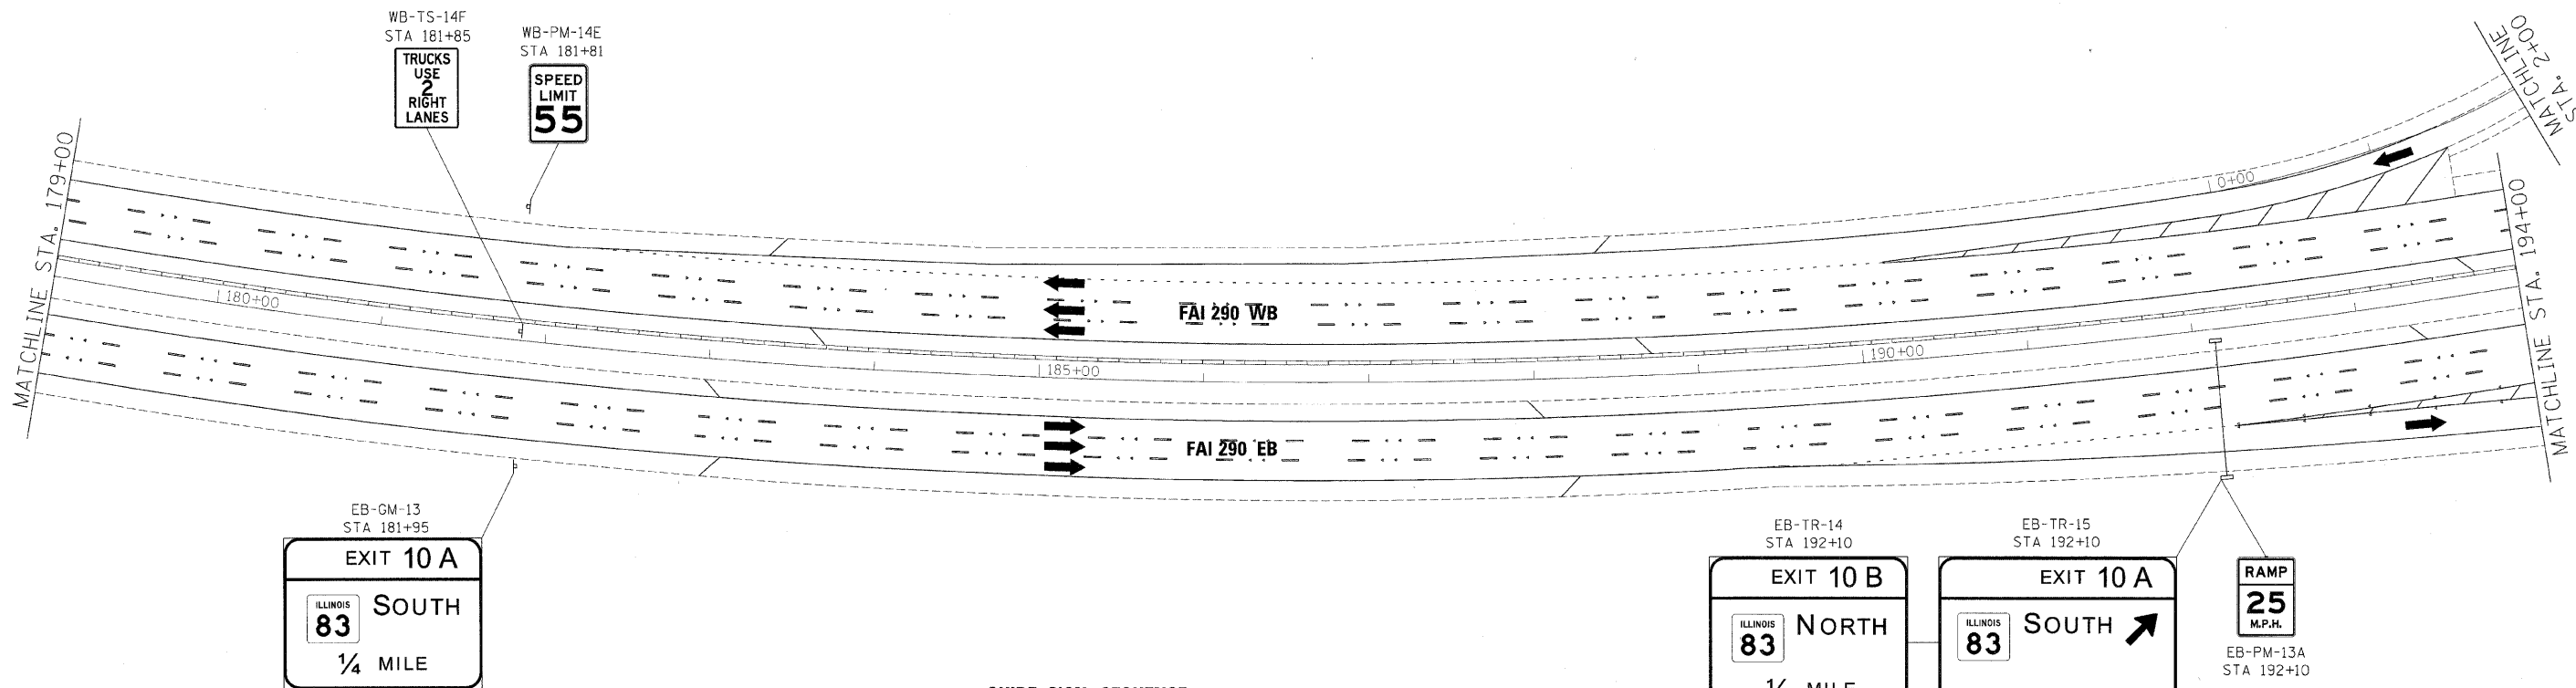 WB-TS-14F
STA 181+85
TRUCKS
USE
2
RIGHT
LANES
WB-PM-14E
STA 181+81
SPEED
LIMIT
55
MATCHLINE
STA. 2+00
MATCHLINE
STA.
MATCHLINE STA. 179+00
0+00
MATCHLINE STA. 194+00
180+00
FAI 290 WB
185+00
190+00
FAI 290 EB
EB-GM-13
STA 181+95
EXIT 10 A
ILLINOIS
83
SOUTH
1/4 MILE
EB-TR-14
STA 192+10
EXIT 10 B
ILLINOIS
83
NORTH
MILE
EB-TR-15
STA 192+10
EXIT 10 A
ILLINOIS
83
SOUTH
RAMP
25
M.P.H.
EB-PM-13A
STA 192+10